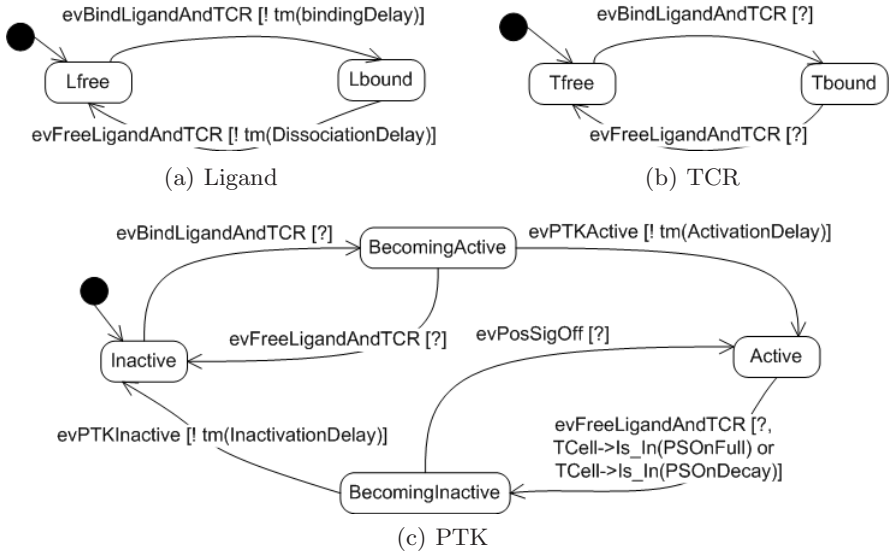 evBindLigandAndTCR [! tm(bindingDelay)]
Lfree
Lbound
evFreeLigandAndTCR [! tm(DissociationDelay)]
(a) Ligand
evBindLigandAndTCR [?]
Tfree
Tbound
evFreeLigandAndTCR [?]
(b) TCR
evBindLigandAndTCR [?]
BecomingActive
evPTKActive [! tm(ActivationDelay)]
evFreeLigandAndTCR [?]
evPosSigOff [?]
Inactive
Active
evPTKInactive [! tm(InactivationDelay)]
evFreeLigandAndTCR [?,
TCell->Is_In(PSOnFull) or
TCell->Is_In(PSOnDecay)]
BecomingInactive
(c) PTK